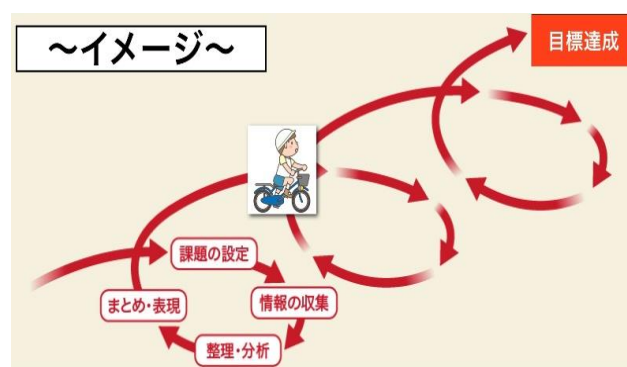 ～イメージ～
目標達成
課題の設定
情報の収集
整理・分析
まとめ・表現